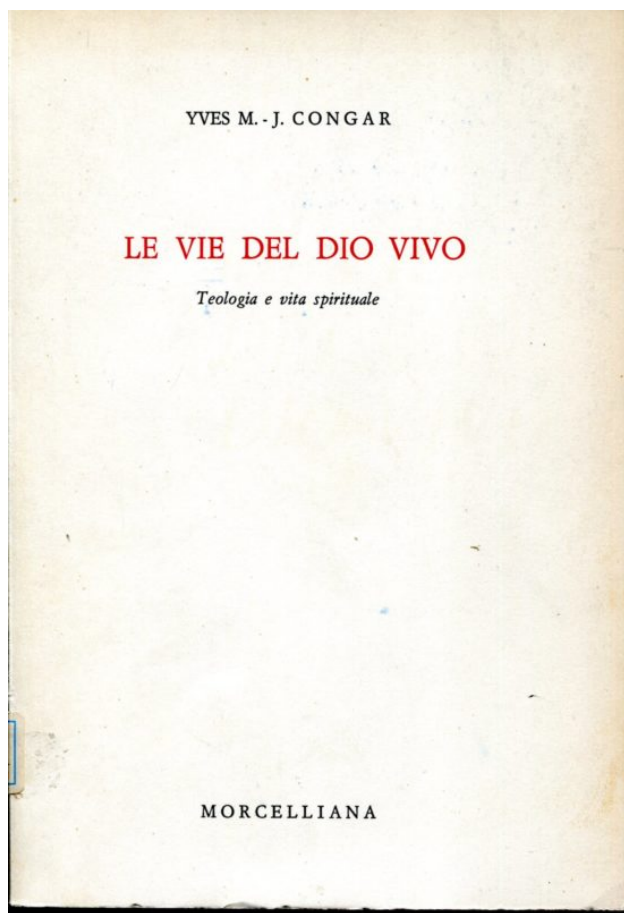 YVES M. - J. CONGAR
LE VIE DEL DIO VIVO
Teologia e vita spirituale
MORCELLIANA